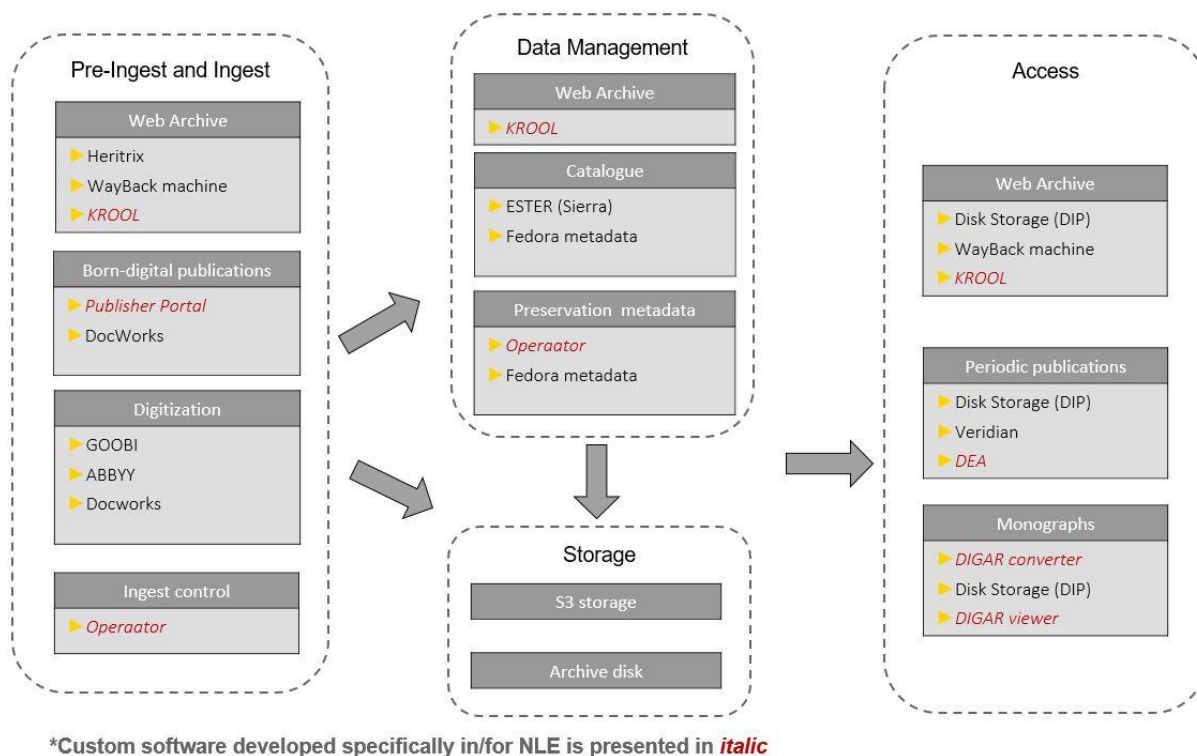 Pre-Ingest and Ingest
Web Archive
Heritrix
WayBack machine
KROOL
Born-digital publications
Publisher Portal
DocWorks
Digitization
GOOBI
ABBYY
Docworks
Ingest control
Operaator
Data Management
Web Archive
KROOL
Catalogue
ESTER (Sierra)
Fedora metadata
Preservation metadata
Operaator
Fedora metadata
Storage
S3 storage
Archive disk
Access
Web Archive
Disk Storage (DIP)
WayBack machine
KROOL
Periodic publications
Disk Storage (DIP)
Veridian
DEA
Monographs
DIGAR converter
Disk Storage (DIP)
DIGAR viewer
*Custom software developed specifically in/for NLE is presented in italic